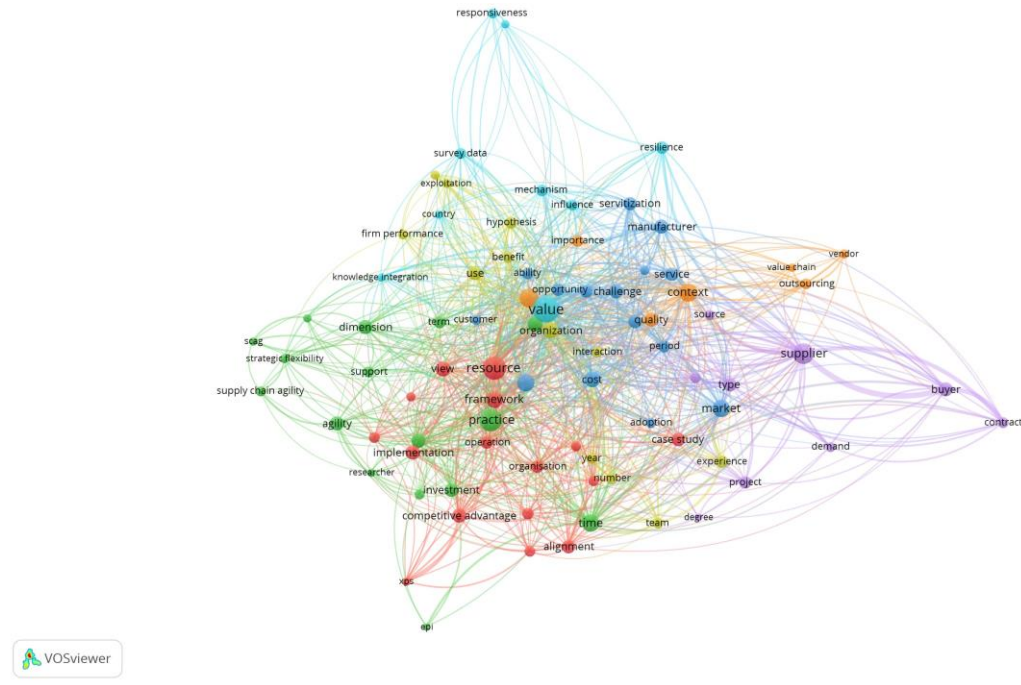 responsiveness
survey data
resilience
exploitation
mechanism
influence
servitization
country
hypothesis
manufacturer
firm performance
importance
vendor
benefit
value chain
knowledge integration
use
ability
service
outsourcing
opportunity
challenge
context
value
source
scag
dimension
term
customer
organization
quality
strategic flexibility
interaction
period
supplier
support
view
resource
cost
type
supply chain agility
buyer
framework
market
agility
practice
adoption
contract
operation
case study
demand
implementation
year
experience
researcher
organisation
number
project
investment
competitive advantage
time
team
degree
alignment
xps
npi
VOSviewer